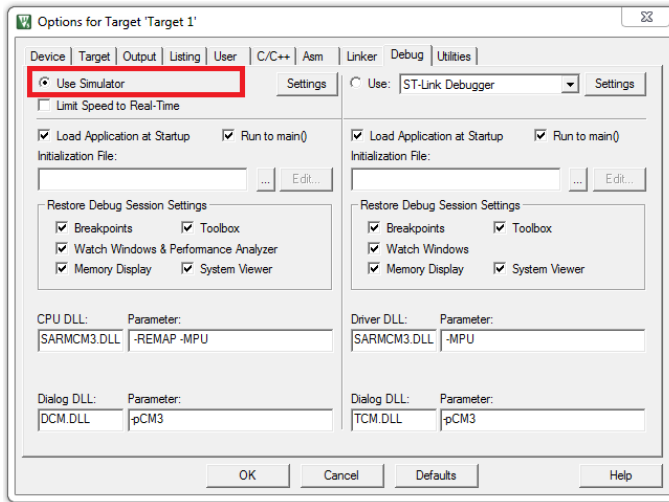 Options for Target 'Target 1'
Device Target Output Listing User C/C++ Asm Linker Debug Utilities
Use Simulator Settings Use: ST-Link Debugger Settings
Limit Speed to Real-Time
Load Application at Startup Run to main() Load Application at Startup Run to main()
Initialization File: Initialization File:
... Edit... ... Edit...
Restore Debug Session Settings Restore Debug Session Settings
Breakpoints Toolbox Breakpoints Toolbox
Watch Windows & Performance Analyzer Watch Windows
Memory Display System Viewer Memory Display System Viewer
CPU DLL: Parameter: Driver DLL: Parameter:
SARMCM3.DLL -REMAP -MPU SARMCM3.DLL -MPU
Dialog DLL: Parameter: Dialog DLL: Parameter:
DCM.DLL -pCM3 TCM.DLL -pCM3
OK Cancel Defaults Help